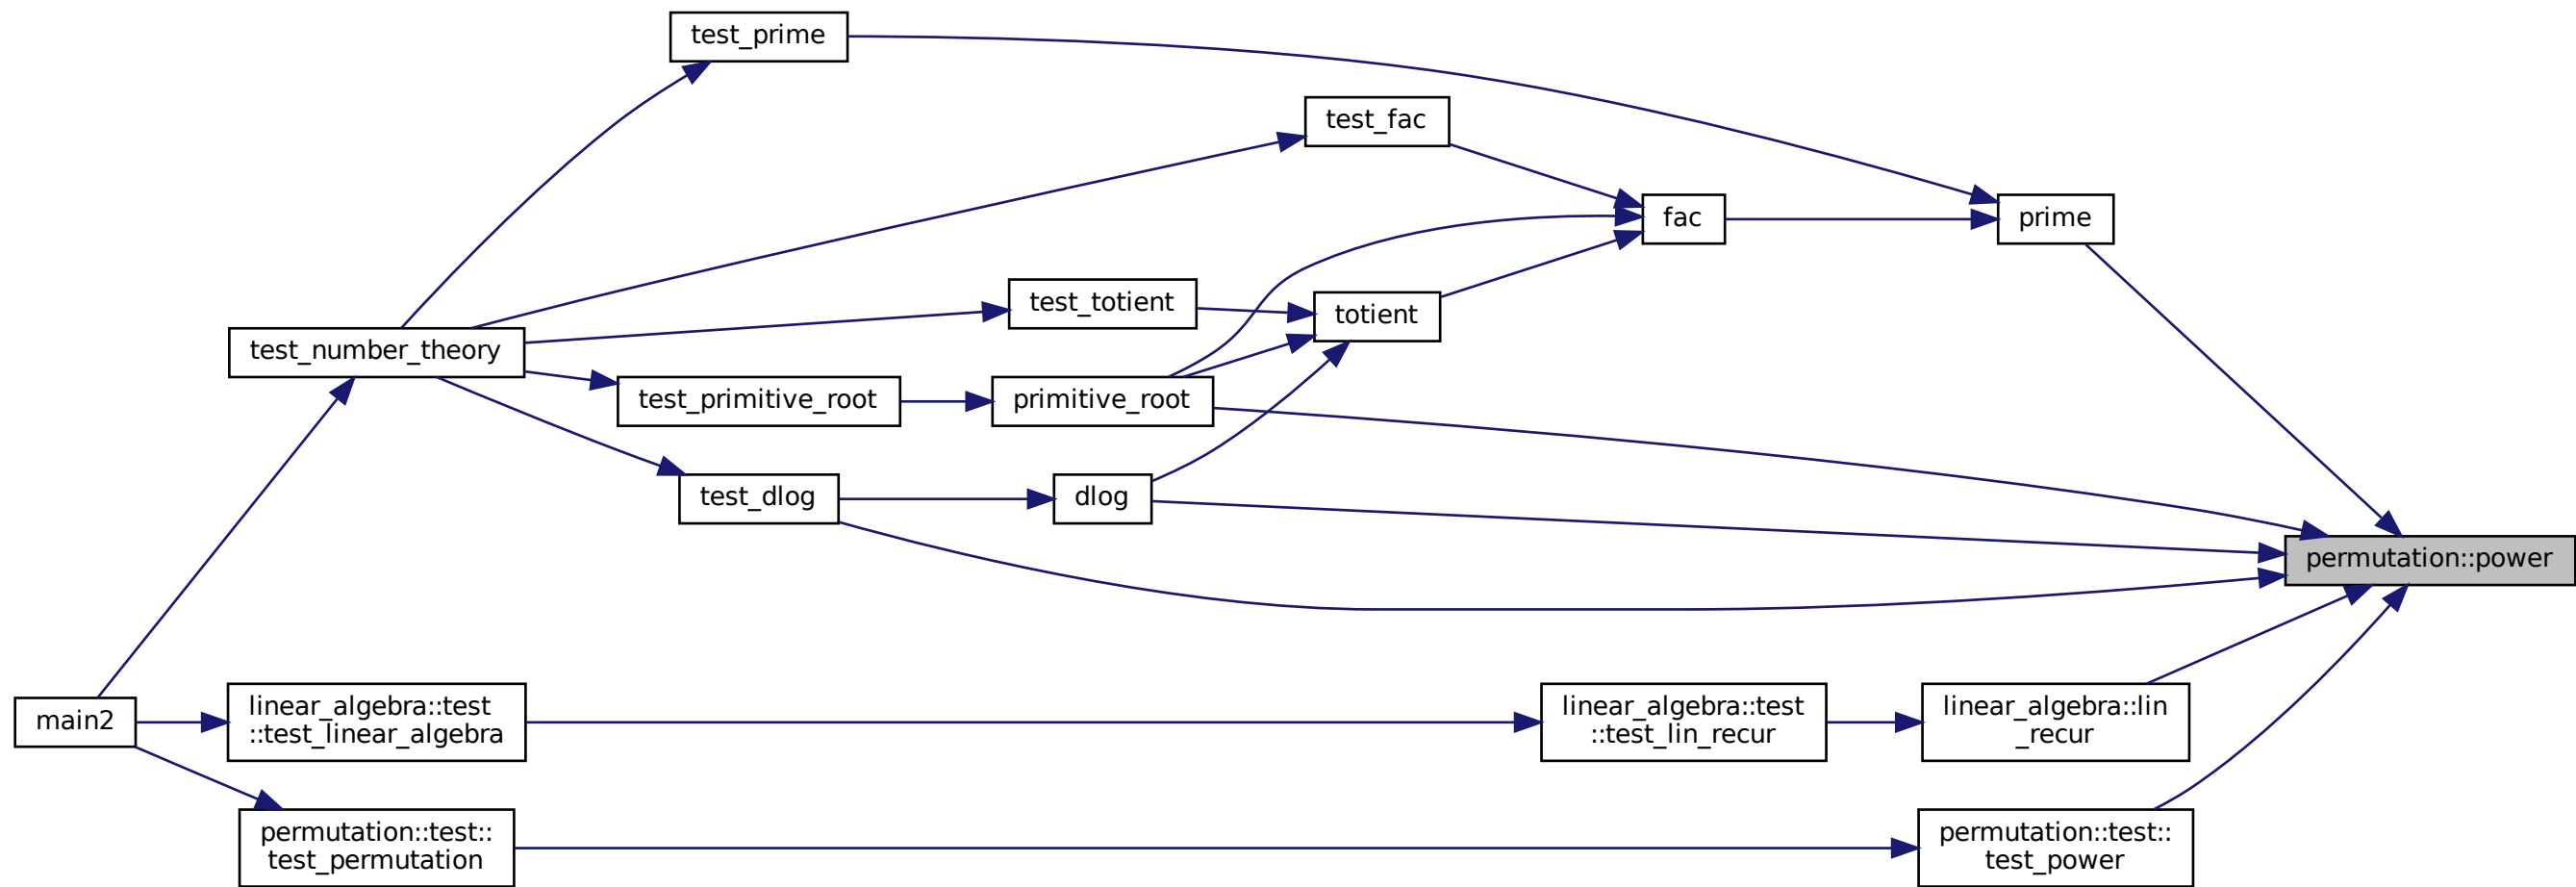 test_prime
test_fac
fac
prime
test_totient
totient
test_number_theory
test_primitive_root
primitive_root
test_dlog
dlog
permutation::power
main2
linear_algebra::test
::test_linear_algebra
linear_algebra::test
::test_lin_recur
linear_algebra::lin
_recur
permutation::test::
test_permutation
permutation::test::
test_power